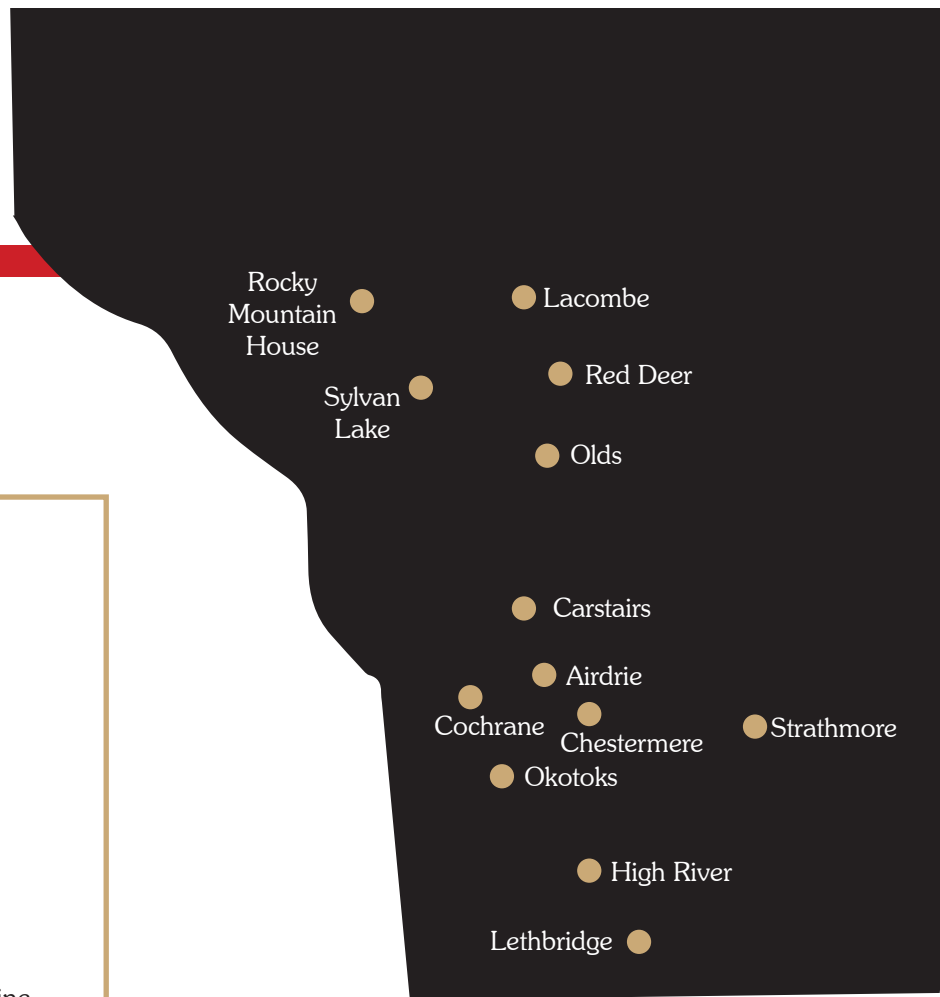 Rocky
Mountain
House
Lacombe
Red Deer
Sylvan
Lake
Olds
Carstairs
Airdrie
Cochrane
Chestermere
Strathmore
Okotoks
High River
Lethbridge